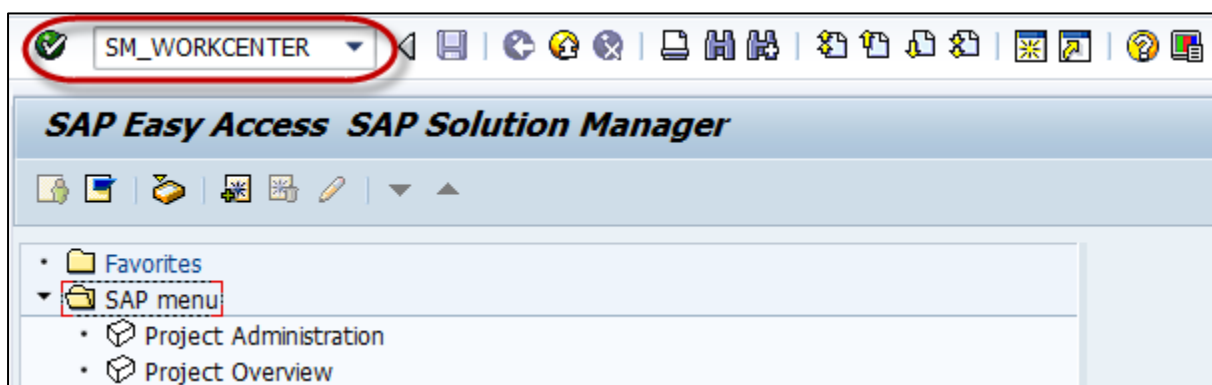 SM_WORKCENTER
SAP Easy Access SAP Solution Manager
Favorites
SAP menu
Project Administration
Project Overview